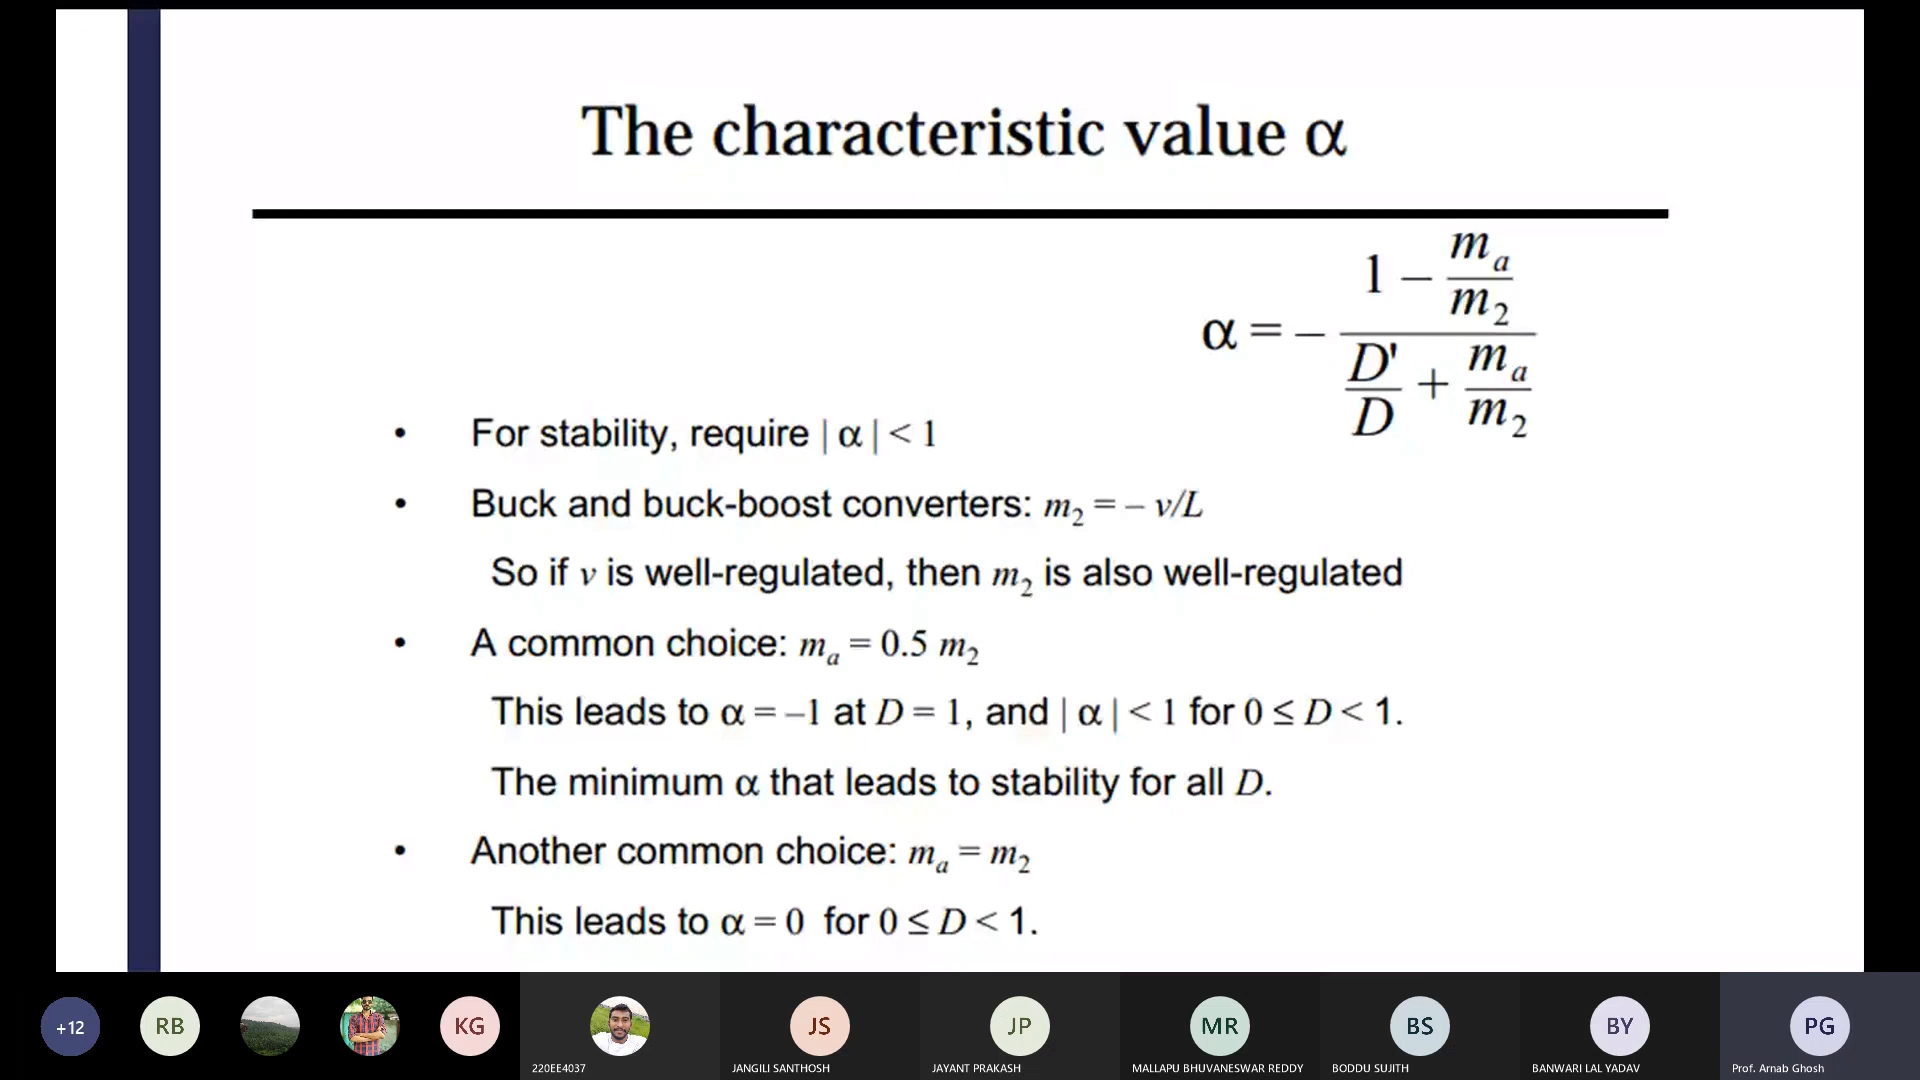 The characteristic value α
α = – (1 – m_a/m_2) / (D'/D + m_a/m_2)
• For stability, require | α | < 1
• Buck and buck-boost converters: m_2 = – v/L
So if v is well-regulated, then m_2 is also well-regulated
• A common choice: m_a = 0.5 m_2
This leads to α = –1 at D = 1, and | α | < 1 for 0 ≤ D < 1.
The minimum α that leads to stability for all D.
• Another common choice: m_a = m_2
This leads to α = 0 for 0 ≤ D < 1.
+12 RB KG JS JP MR BS BY PG
220EE4037 JANGILI SANTHOSH JAYANT PRAKASH MALLAPU BHUVANESWAR REDDY BODDU SUJITH BANWARI LAL YADAV Prof. Arnab Ghosh